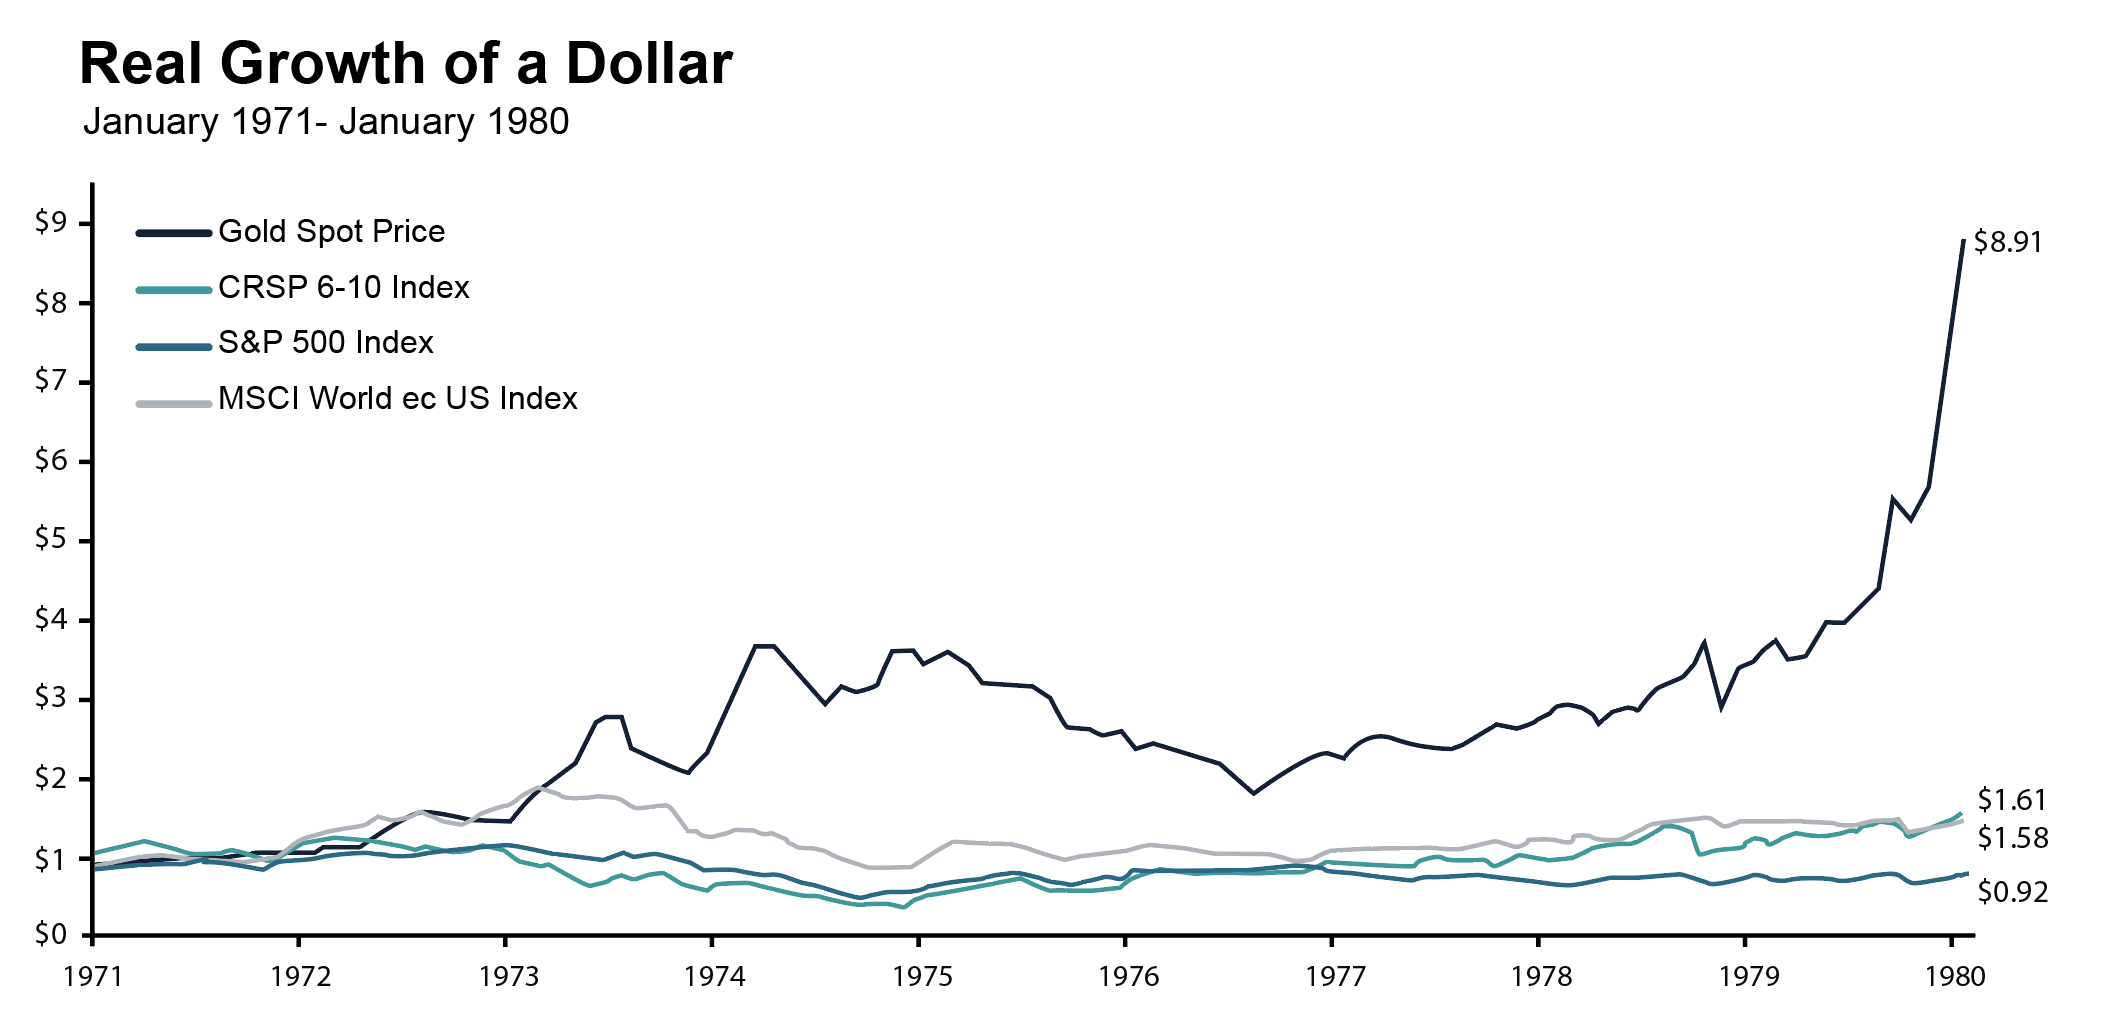 Real Growth of a Dollar
January 1971- January 1980
$9
$8
$7
$6
$5
$4
$3
$2
$1
$0
Gold Spot Price
CRSP 6-10 Index
S&P 500 Index
MSCI World ec US Index
$8.91
$1.61
$1.58
$0.92
1971 1972 1973 1974 1975 1976 1977 1978 1979 1980